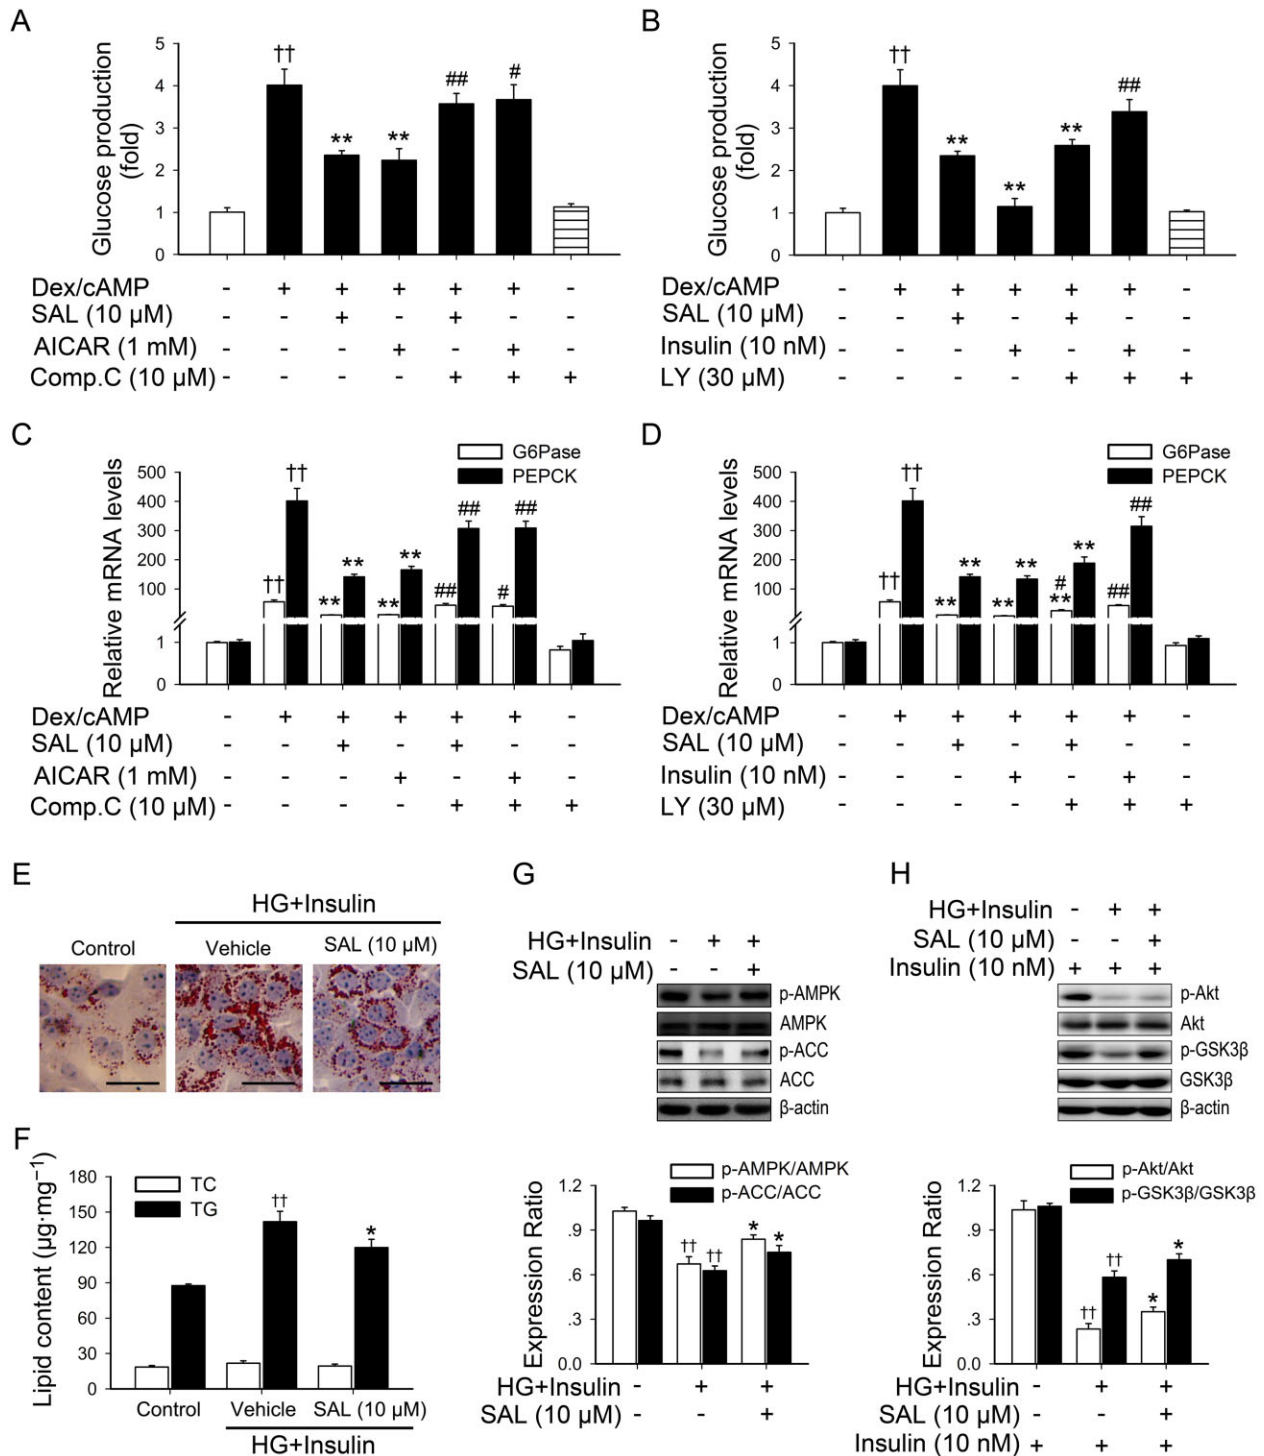 A
Glucose production
(fold)
5
4
3
2
1
0
††
**
**
##
#
Dex/cAMP - + + + + + -
SAL (10 µM) - - + - + - -
AICAR (1 mM) - - - + - + -
Comp.C (10 µM) - - - - + + +
B
Glucose production
(fold)
5
4
3
2
1
0
††
**
**
**
##
Dex/cAMP - + + + + + -
SAL (10 µM) - - + - + - -
Insulin (10 nM) - - - + - + -
LY (30 µM) - - - - + + +
C
Relative mRNA levels
500
400
300
200
100
1
0
G6Pase
PEPCK
†† ††
** **
** **
## ##
# ##
Dex/cAMP - + + + + + -
SAL (10 µM) - - + - + - -
AICAR (1 mM) - - - + - + -
Comp.C (10 µM) - - - - + + +
D
Relative mRNA levels
500
400
300
200
100
1
0
G6Pase
PEPCK
†† ††
** **
** **
#
** **
## ##
Dex/cAMP - + + + + + -
SAL (10 µM) - - + - + - -
Insulin (10 nM) - - - + - + -
LY (30 µM) - - - - + + +
E
HG+Insulin
Control Vehicle SAL (10 µM)
F
Lipid content (µg·mg⁻¹)
180
150
120
90
60
30
0
TC
TG
††
*
Control Vehicle SAL (10 µM)
HG+Insulin
G
HG+Insulin - + +
SAL (10 µM) - - +
p-AMPK
AMPK
p-ACC
ACC
β-actin
Expression Ratio
1.2
.9
.6
.3
0.0
p-AMPK/AMPK
p-ACC/ACC
†† ††
* *
HG+Insulin - + +
SAL (10 µM) - - +
H
HG+Insulin - + +
SAL (10 µM) - - +
Insulin (10 nM) + + +
p-Akt
Akt
p-GSK3β
GSK3β
β-actin
Expression Ratio
1.2
.9
.6
.3
0.0
p-Akt/Akt
p-GSK3β/GSK3β
†† ††
* *
HG+Insulin - + +
SAL (10 µM) - - +
Insulin (10 nM) + + +